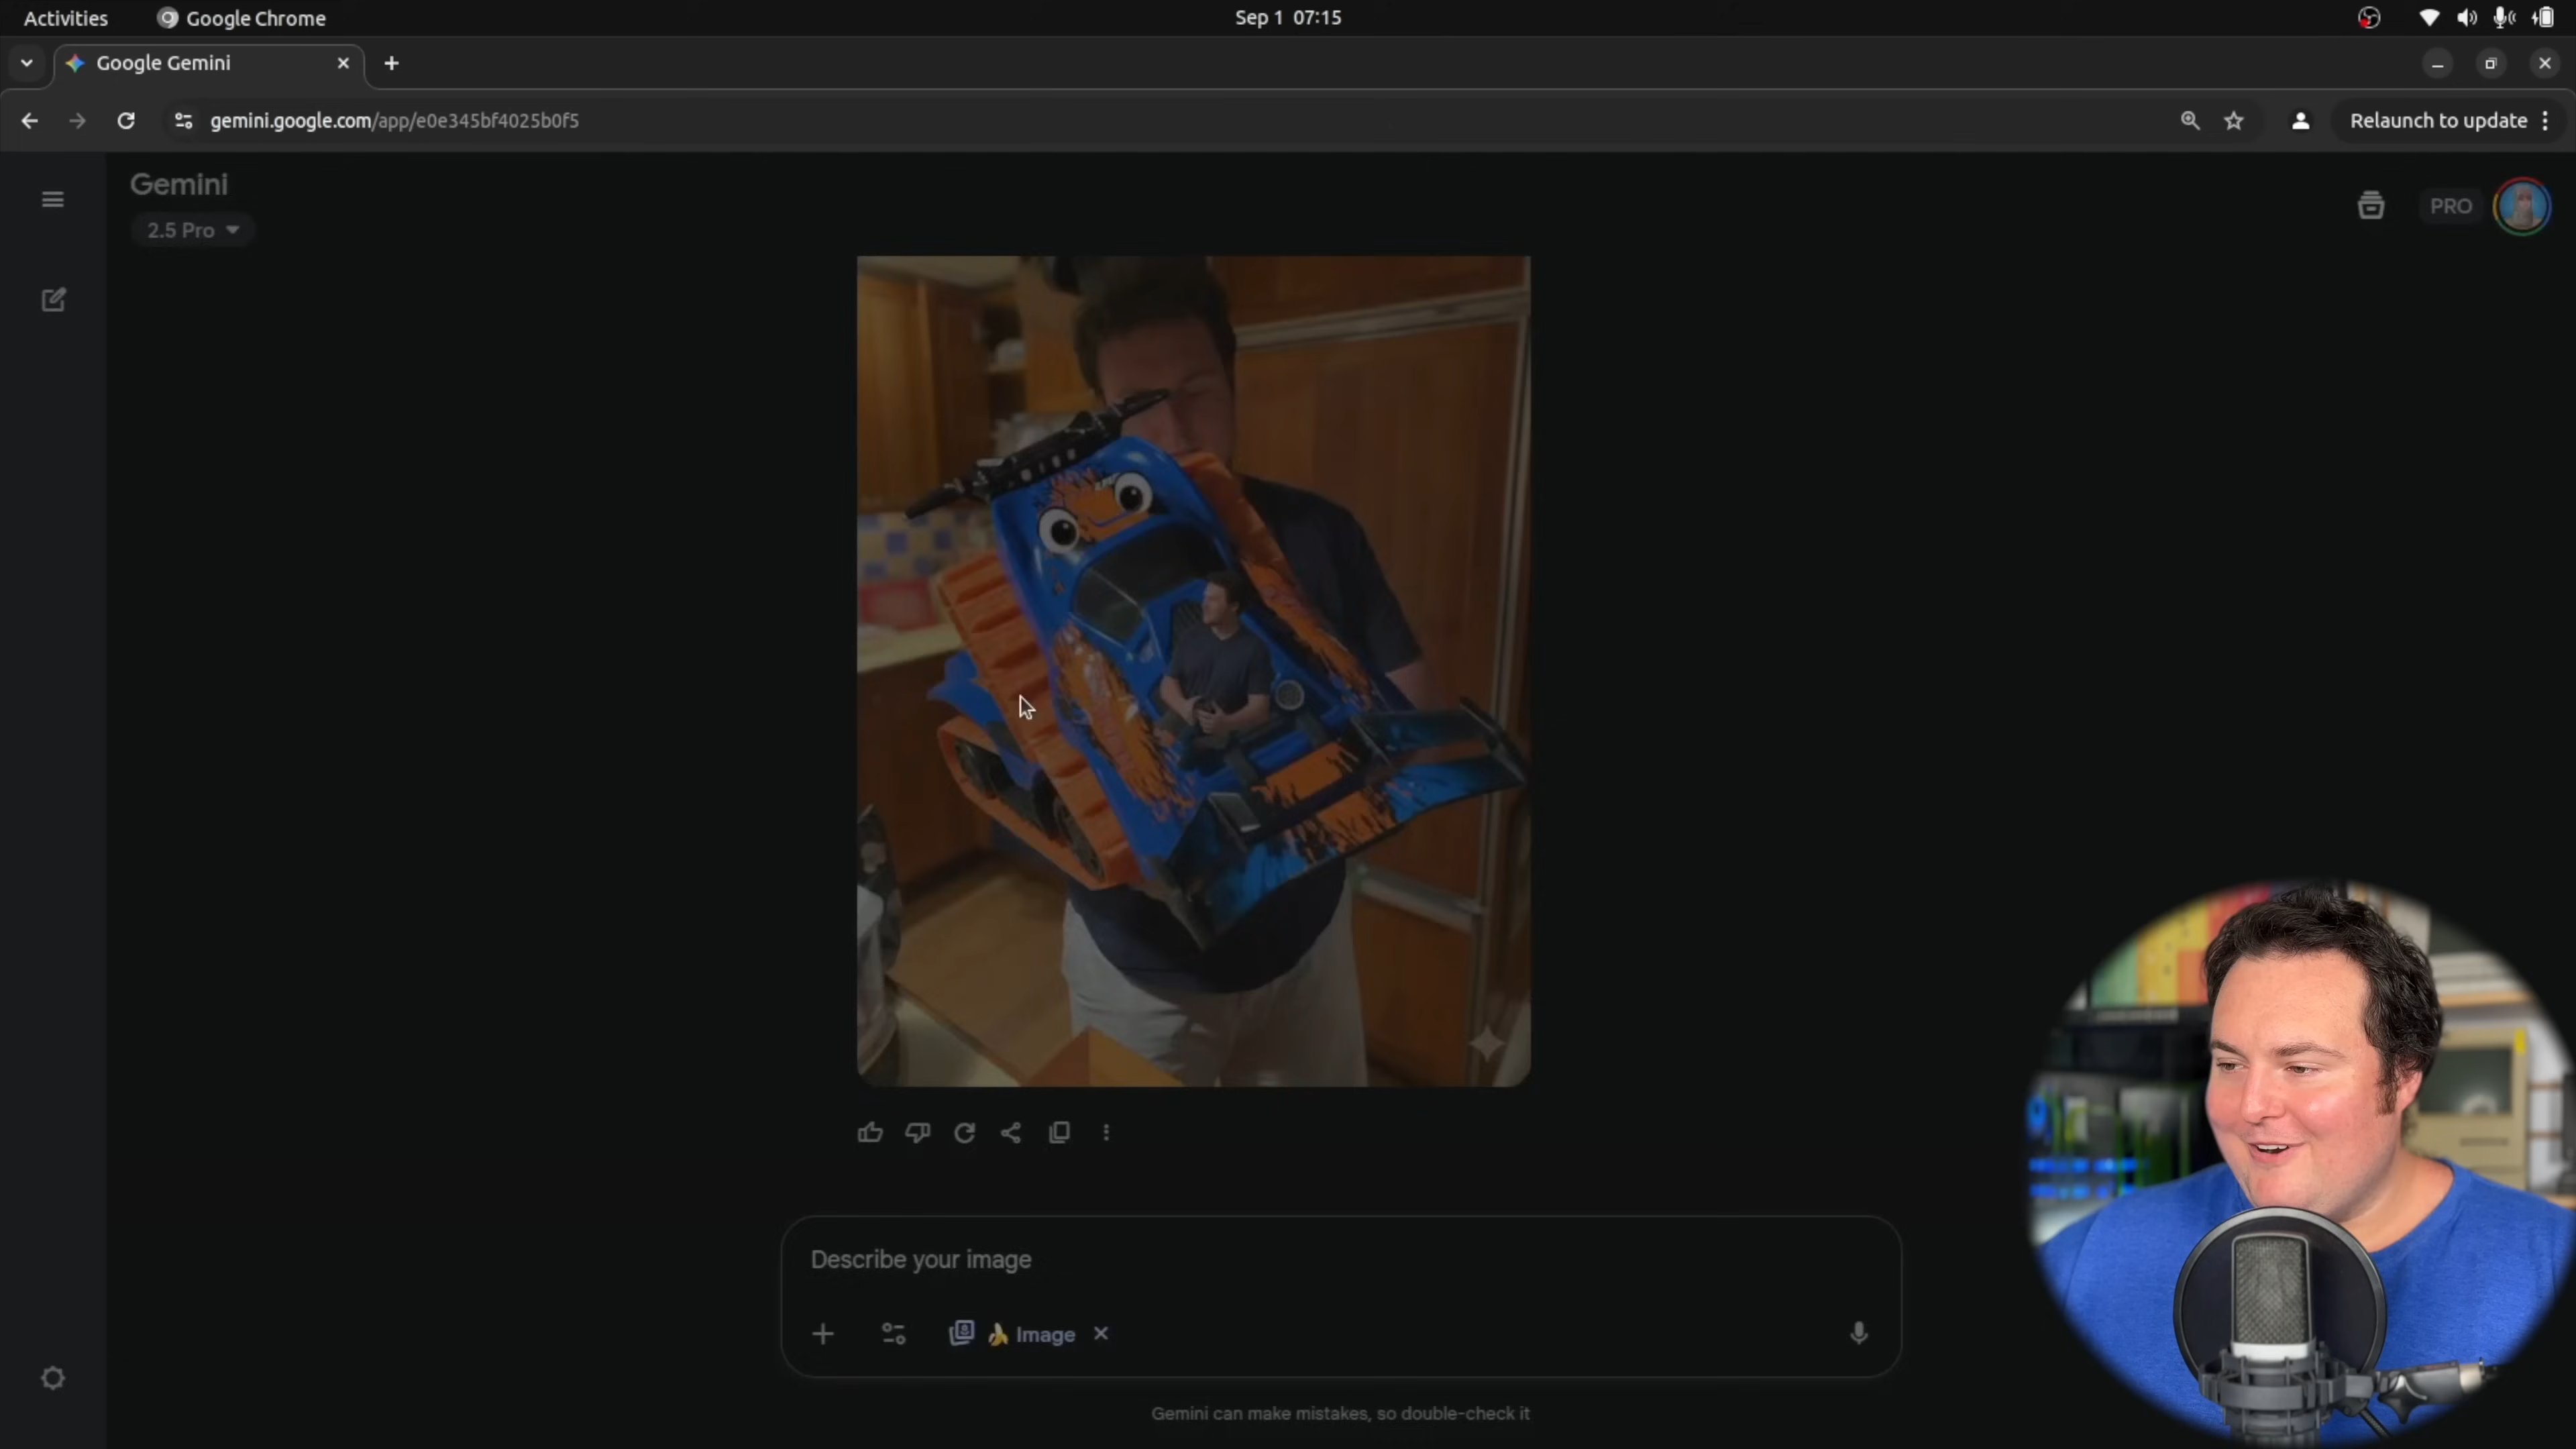 Activities
Google Chrome
Sep 1 07:15
Google Gemini
gemini.google.com/app/e0e345bf4025b0f5
Relaunch to update
Gemini
2.5 Pro
PRO
Describe your image
Image
Gemini can make mistakes, so double-check it